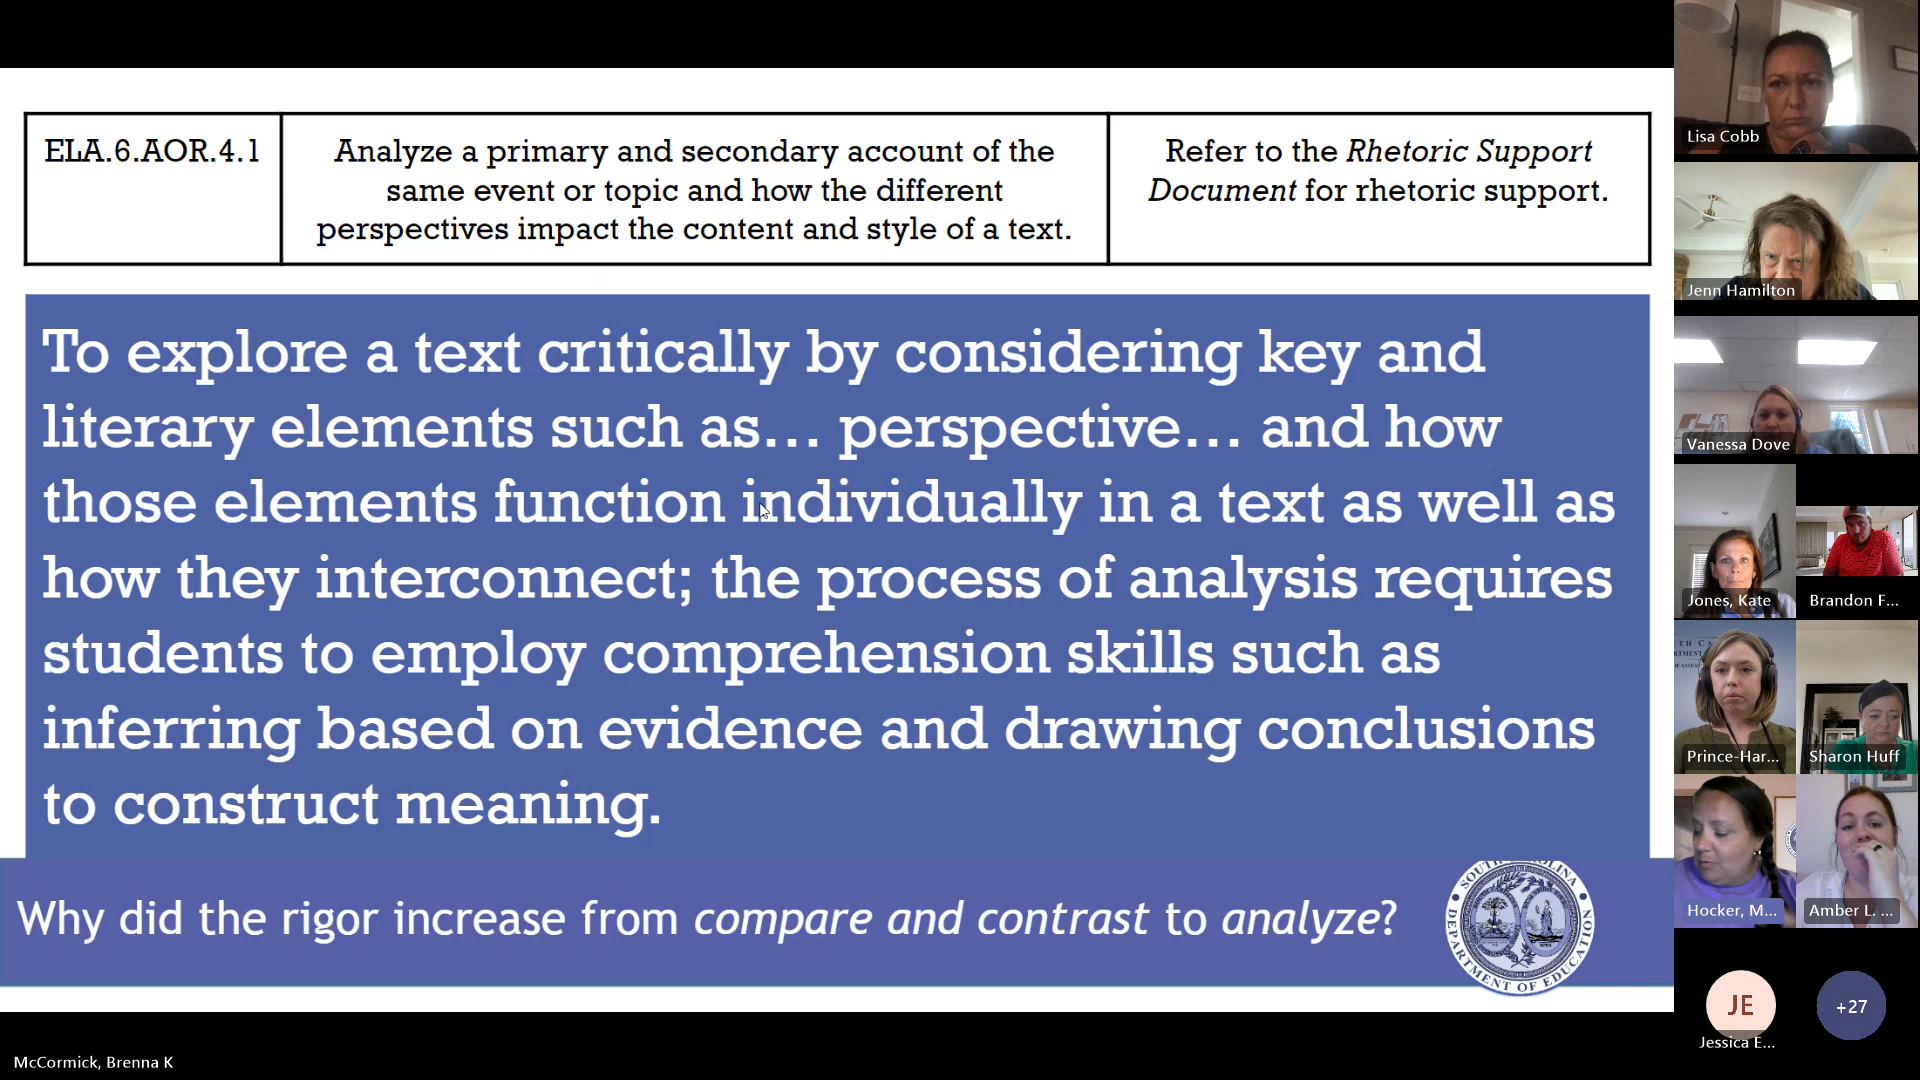 ELA.6.AOR.4.1
Analyze a primary and secondary account of the
same event or topic and how the different
perspectives impact the content and style of a text.
Refer to the Rhetoric Support
Document for rhetoric support.
To explore a text critically by considering key and
literary elements such as… perspective… and how
those elements function individually in a text as well as
how they interconnect; the process of analysis requires
students to employ comprehension skills such as
inferring based on evidence and drawing conclusions
to construct meaning.
Why did the rigor increase from compare and contrast to analyze?
SOUTH CAROLINA
DEPARTMENT OF EDUCATION
McCormick, Brenna K
Lisa Cobb
Jenn Hamilton
Vanessa Dove
Jones, Kate
Brandon F...
Prince-Har...
Sharon Huff
Hocker, M...
Amber L. ...
JE
Jessica E...
+27